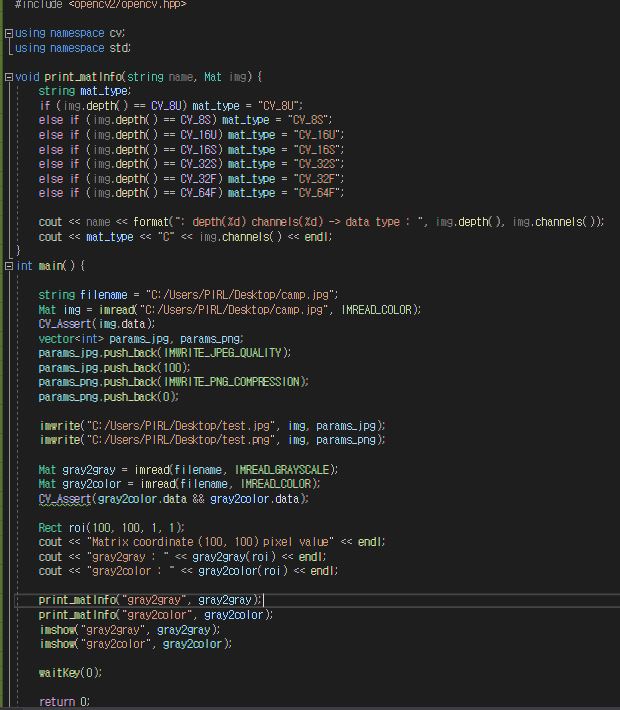 #include <opencv2/opencv.hpp>
using namespace cv;
using namespace std;
void print_matInfo(string name, Mat img) {
string mat_type;
if (img.depth() == CV_8U) mat_type = "CV_8U";
else if (img.depth() == CV_8S) mat_type = "CV_8S";
else if (img.depth() == CV_16U) mat_type = "CV_16U";
else if (img.depth() == CV_16S) mat_type = "CV_16S";
else if (img.depth() == CV_32S) mat_type = "CV_32S";
else if (img.depth() == CV_32F) mat_type = "CV_32F";
else if (img.depth() == CV_64F) mat_type = "CV_64F";
cout << name << format(": depth(%d) channels(%d) -> data type : ", img.depth(), img.channels());
cout << mat_type << "C" << img.channels() << endl;
}
int main() {
string filename = "C:/Users/PIRL/Desktop/camp.jpg";
Mat img = imread("C:/Users/PIRL/Desktop/camp.jpg", IMREAD_COLOR);
CV_Assert(img.data);
vector<int> params_jpg, params_png;
params_jpg.push_back(IMWRITE_JPEG_QUALITY);
params_jpg.push_back(100);
params_png.push_back(IMWRITE_PNG_COMPRESSION);
params_png.push_back(0);
imwrite("C:/Users/PIRL/Desktop/test.jpg", img, params_jpg);
imwrite("C:/Users/PIRL/Desktop/test.png", img, params_png);
Mat gray2gray = imread(filename, IMREAD_GRAYSCALE);
Mat gray2color = imread(filename, IMREAD_COLOR);
CV_Assert(gray2color.data && gray2color.data);
Rect roi(100, 100, 1, 1);
cout << "Matrix coordinate (100, 100) pixel value" << endl;
cout << "gray2gray : " << gray2gray(roi) << endl;
cout << "gray2color : " << gray2color(roi) << endl;
print_matInfo("gray2gray", gray2gray);
print_matInfo("gray2color", gray2color);
imshow("gray2gray", gray2gray);
imshow("gray2color", gray2color);
waitKey(0);
return 0;